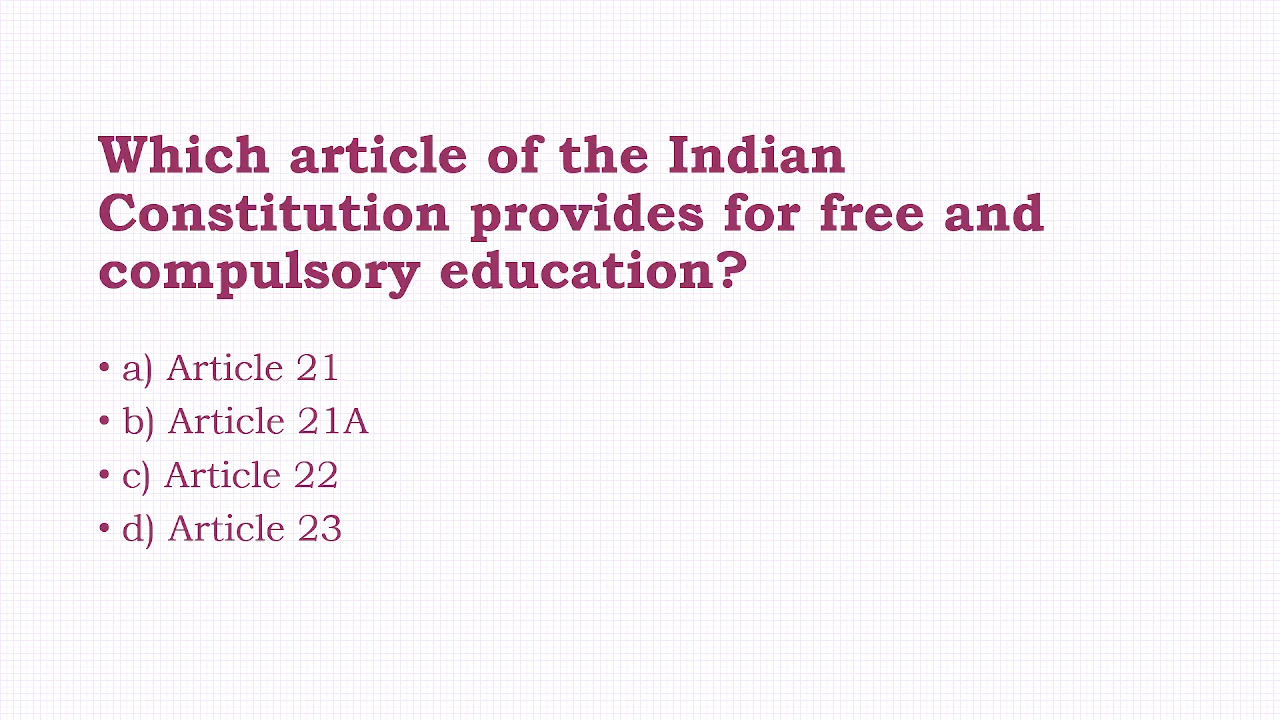 Which article of the Indian
Constitution provides for free and
compulsory education?
• a) Article 21
• b) Article 21A
• c) Article 22
• d) Article 23